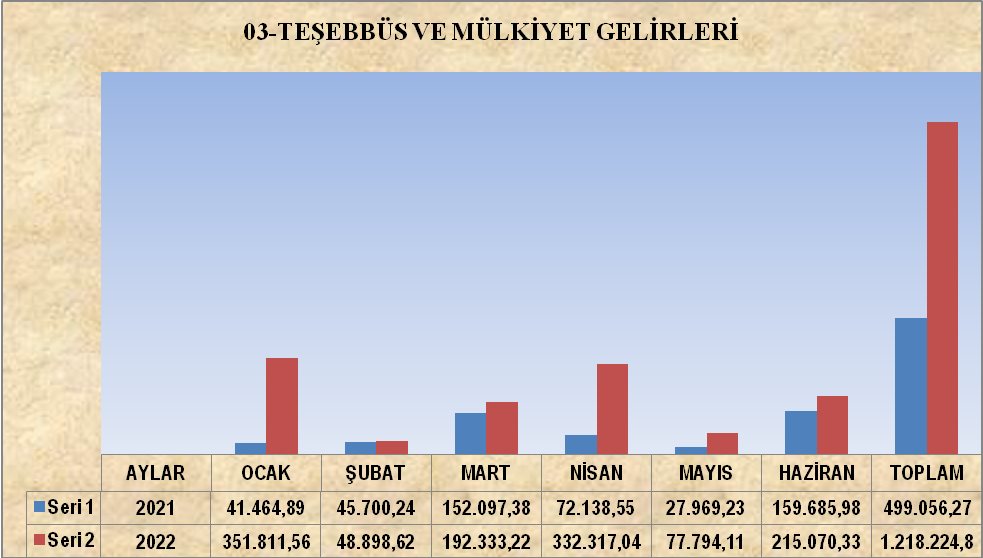 03-TEŞEBBÜS VE MÜLKİYET GELİRLERİ
AYLAR OCAK ŞUBAT MART NİSAN MAYIS HAZİRAN TOPLAM
Seri 1 2021 41.464,89 45.700,24 152.097,38 72.138,55 27.969,23 159.685,98 499.056,27
Seri 2 2022 351.811,56 48.898,62 192.333,22 332.317,04 77.794,11 215.070,33 1.218.224,8